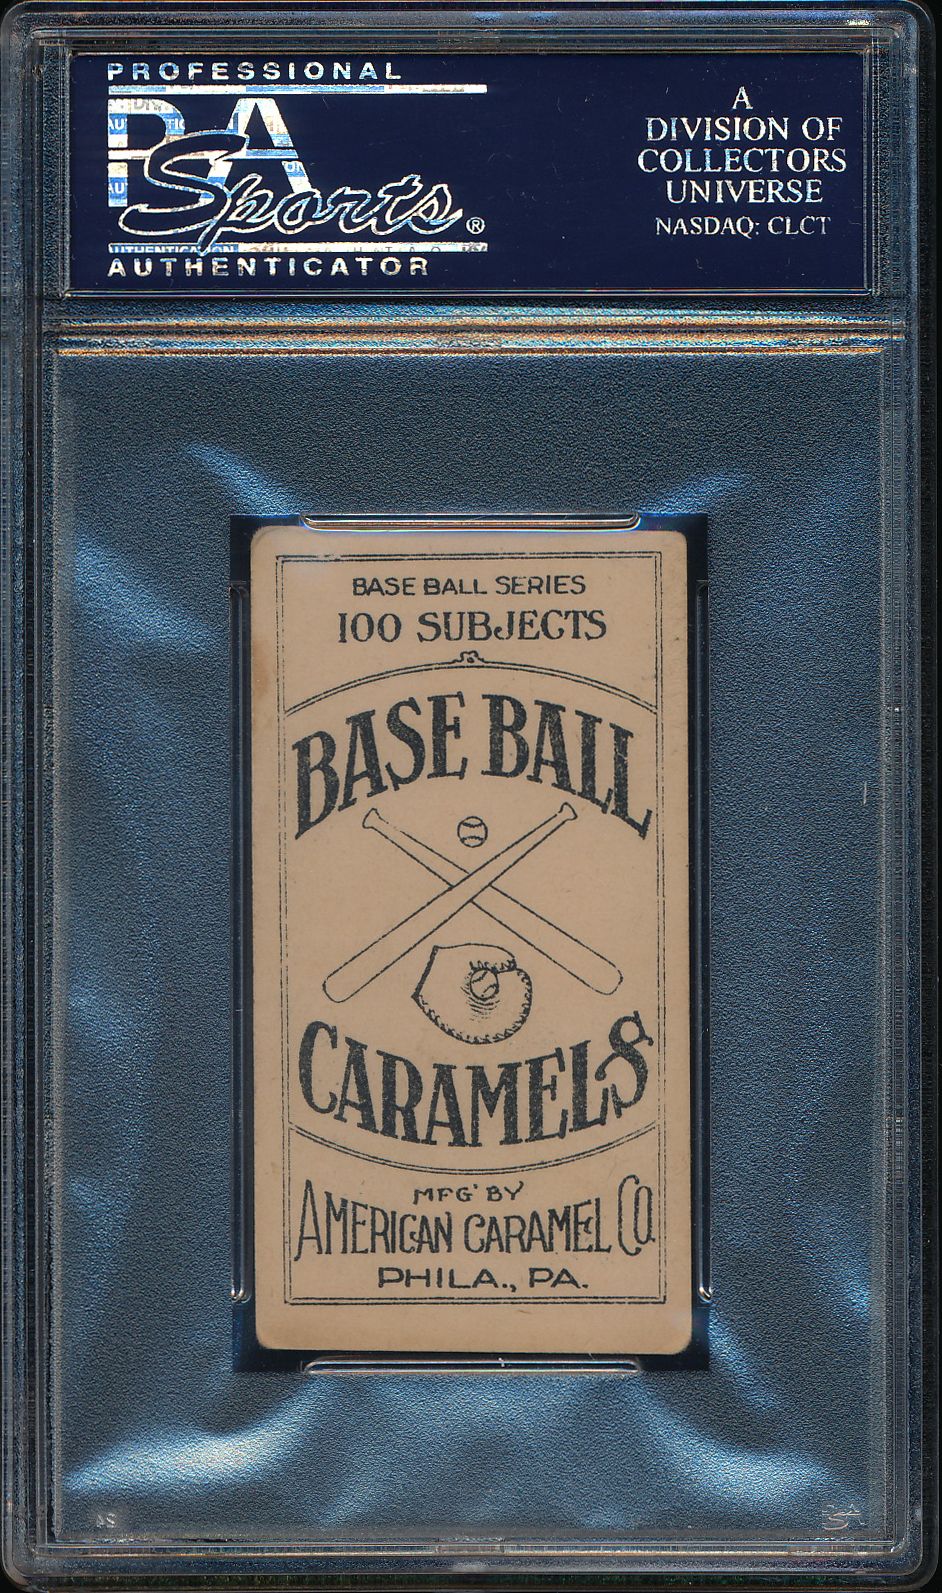 PROFESSIONAL
PSA
Sports®
AUTHENTICATOR
A
DIVISION OF
COLLECTORS
UNIVERSE
NASDAQ: CLCT
BASE BALL SERIES
100 SUBJECTS
BASE BALL
CARAMELS
MFG' BY
AMERICAN CARAMEL CO.
PHILA., PA.